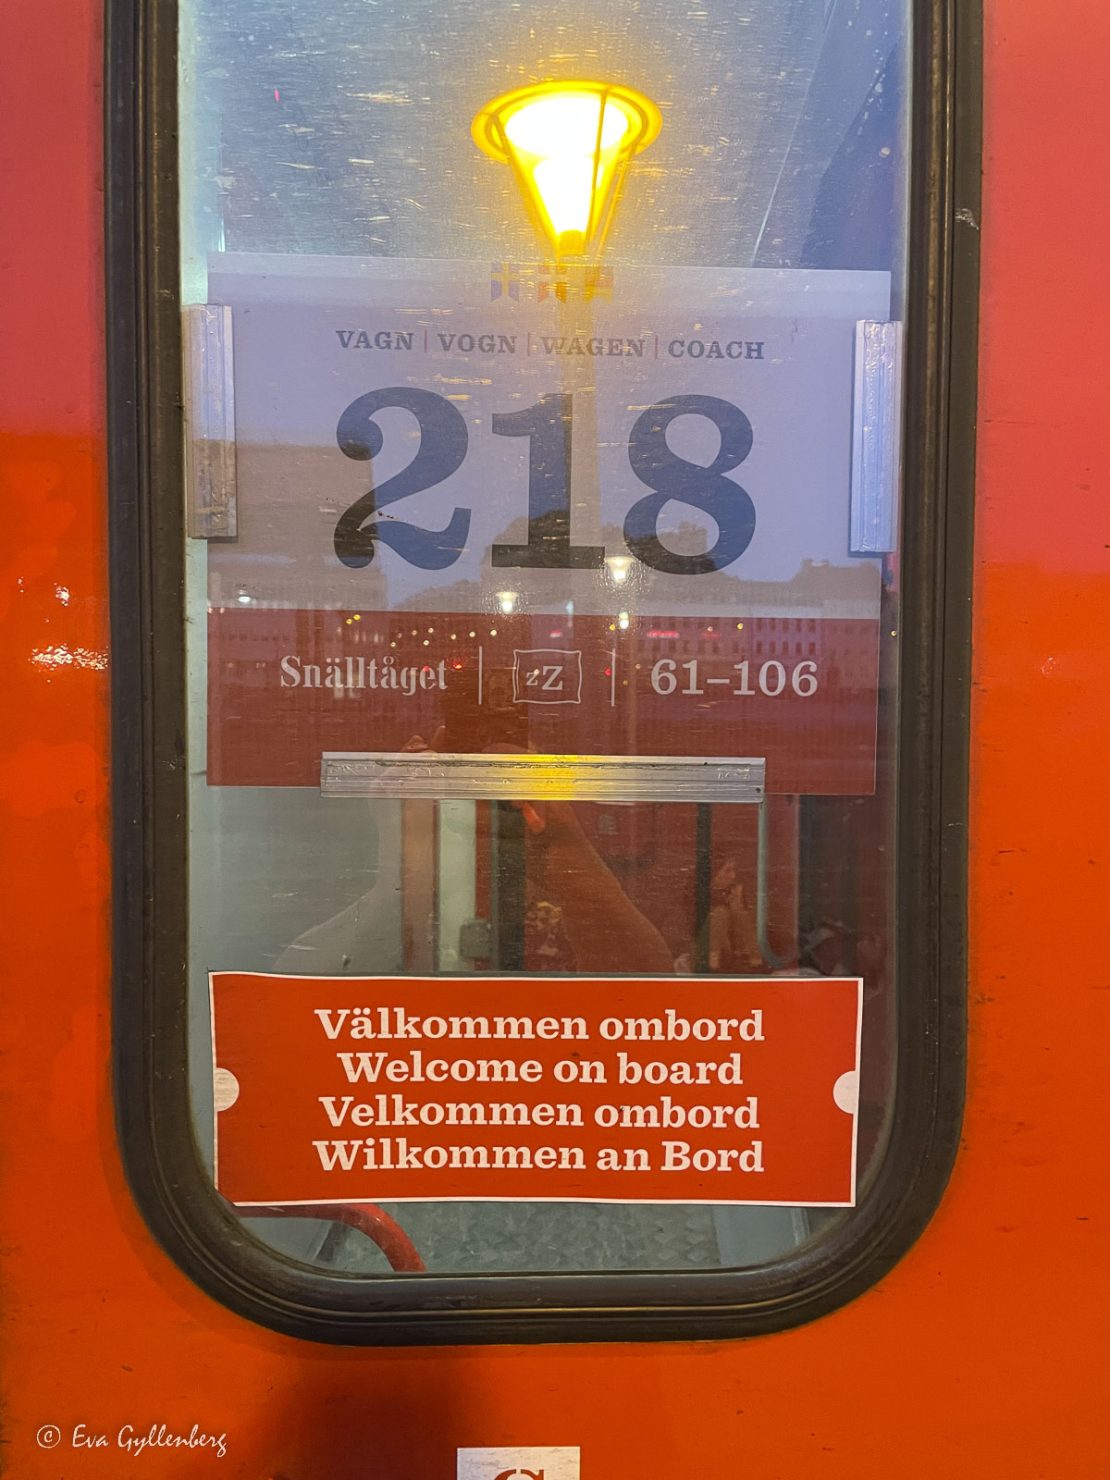 VAGN | VOGN | WAGEN | COACH
218
Snälltåget | zZ | 61–106
Välkommen ombord
Welcome on board
Velkommen ombord
Wilkommen an Bord
© Eva Gyllenberg